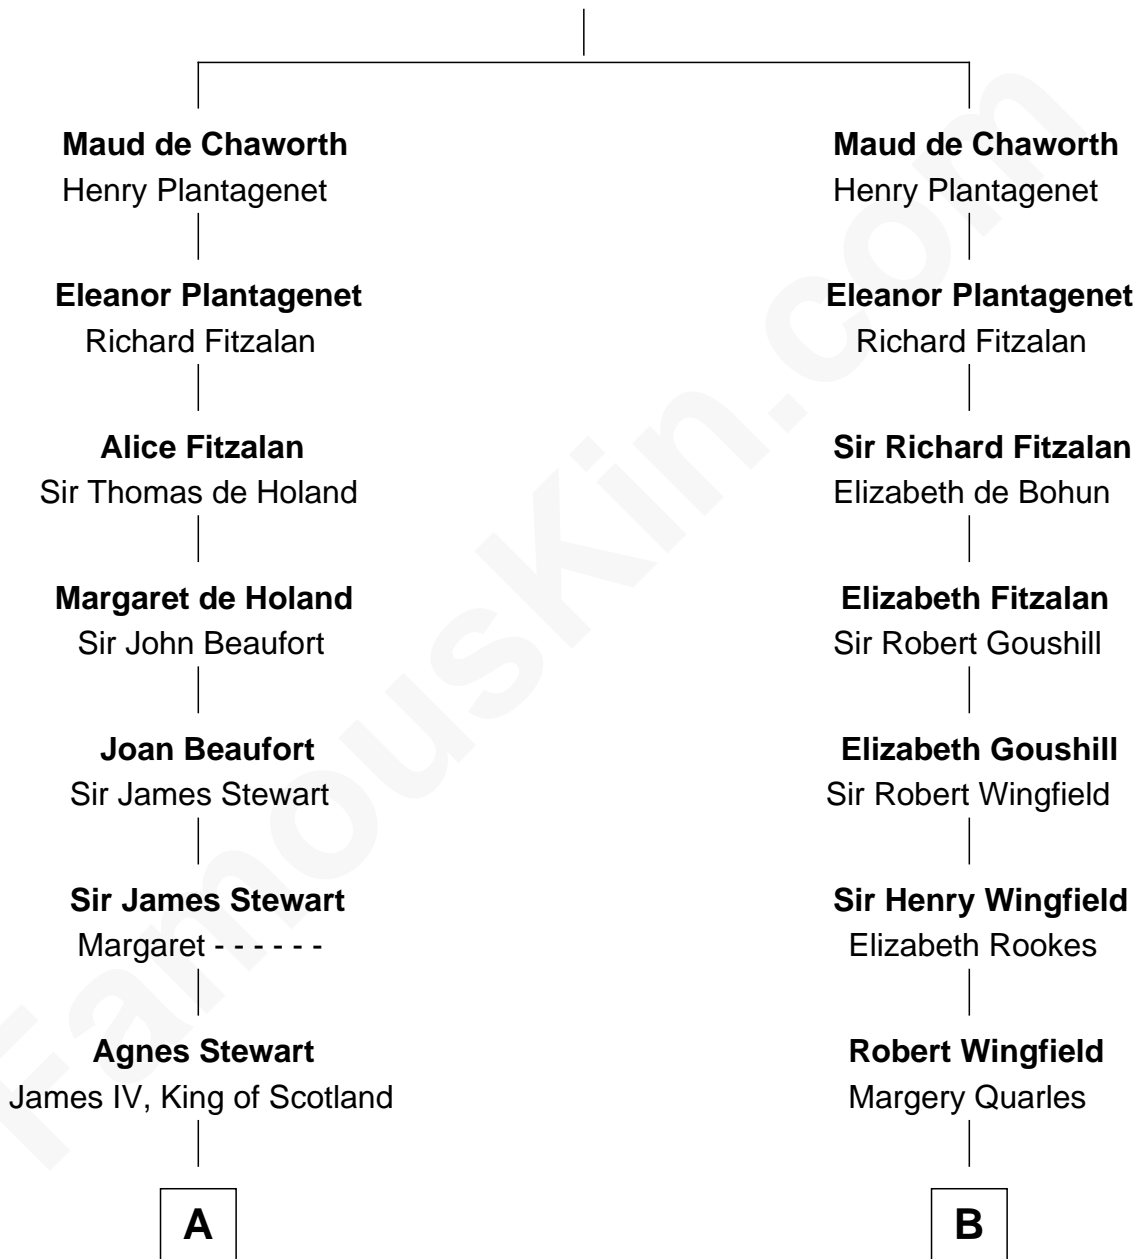 Maud de Chaworth
Henry Plantagenet
Eleanor Plantagenet
Richard Fitzalan
Alice Fitzalan
Sir Thomas de Holand
Margaret de Holand
Sir John Beaufort
Joan Beaufort
Sir James Stewart
Sir James Stewart
Margaret - - - - - -
Agnes Stewart
James IV, King of Scotland
A
Maud de Chaworth
Henry Plantagenet
Eleanor Plantagenet
Richard Fitzalan
Sir Richard Fitzalan
Elizabeth de Bohun
Elizabeth Fitzalan
Sir Robert Goushill
Elizabeth Goushill
Sir Robert Wingfield
Sir Henry Wingfield
Elizabeth Rookes
Robert Wingfield
Margery Quarles
B
FamousKin.com